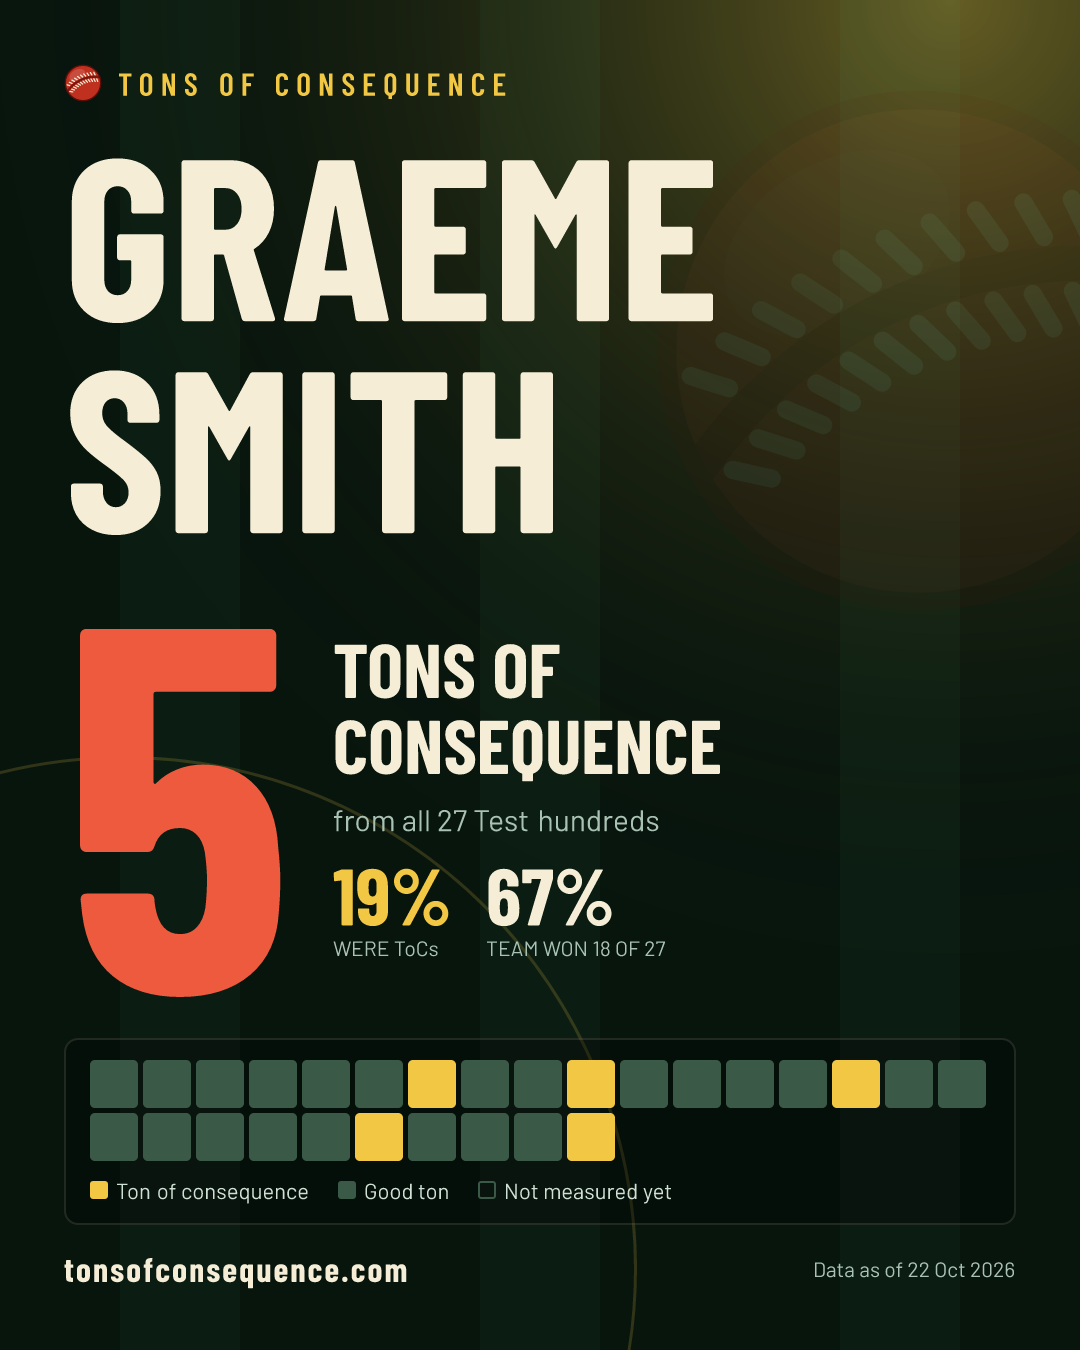 TONS OF CONSEQUENCE
GRAEME
SMITH
5
TONS OF
CONSEQUENCE
from all 27 Test hundreds
19% 67%
WERE ToCs TEAM WON 18 OF 27
Ton of consequence Good ton Not measured yet
tonsofconsequence.com Data as of 22 Oct 2026